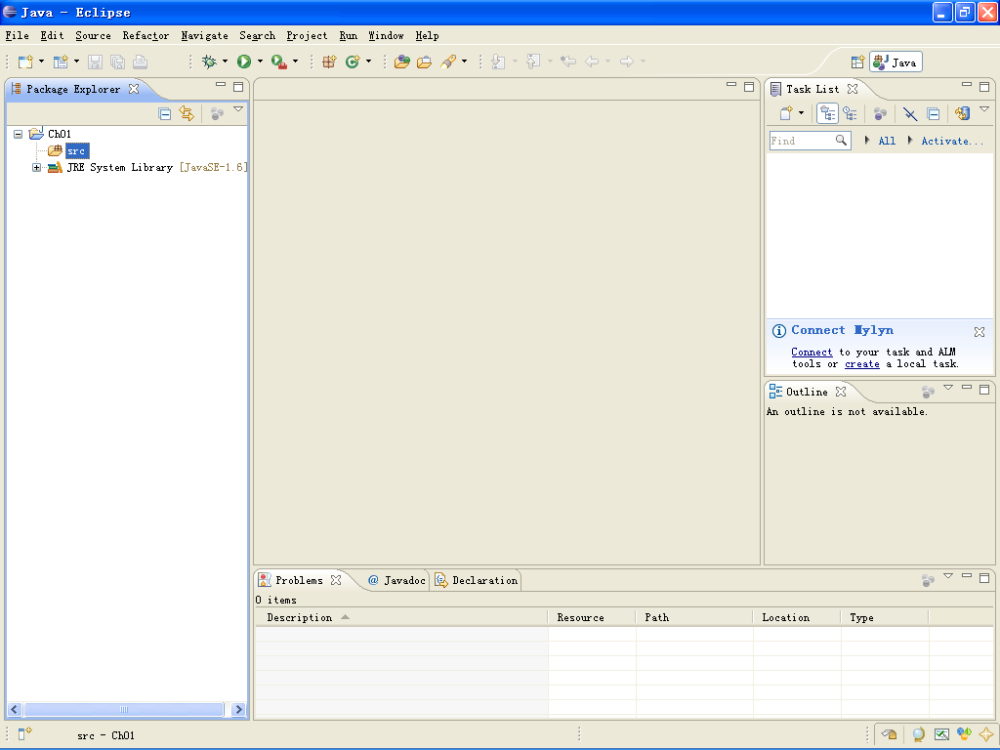 Java - Eclipse
File Edit Source Refactor Navigate Search Project Run Window Help
Java
Package Explorer
Ch01
src
JRE System Library [JavaSE-1.6]
Task List
Find
All
Activate...
Connect Mylyn
Connect to your task and ALM
tools or create a local task.
Outline
An outline is not available.
Problems
@ Javadoc
Declaration
0 items
Description Resource Path Location Type
src - Ch01